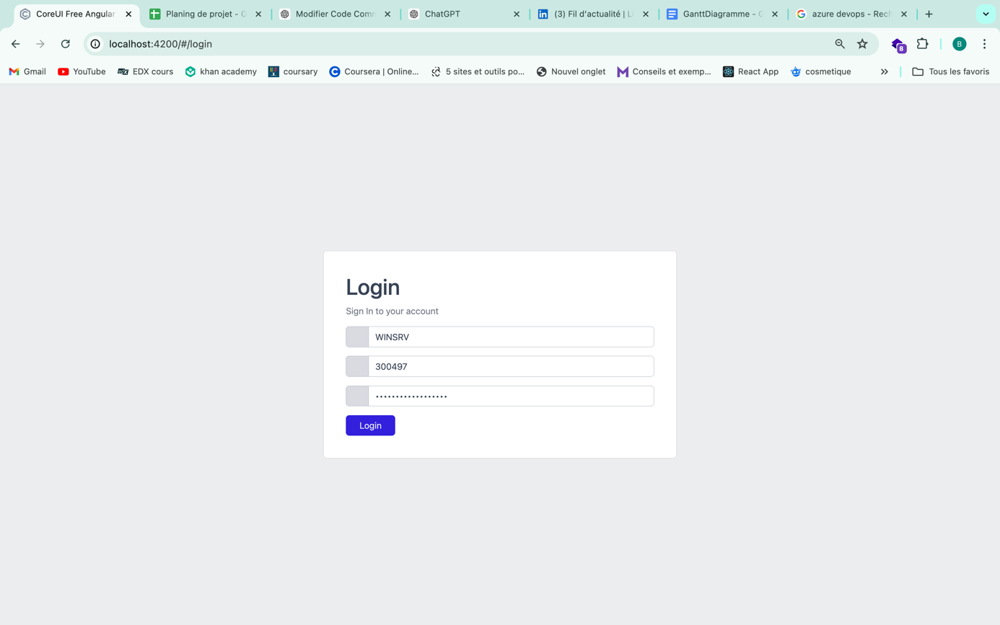 CoreUI Free Angular
Planing de projet - G
Modifier Code Comm
ChatGPT
(3) Fil d'actualité | Li
GanttDiagramme - G
azure devops - Rech
localhost:4200/#/login
8
B
Gmail
YouTube
EDX cours
khan academy
coursary
Coursera | Online...
5 sites et outils po...
Nouvel onglet
Conseils et exemp...
React App
cosmetique
Tous les favoris
Login
Sign In to your account
WINSRV
300497
••••••••••••••••••
Login